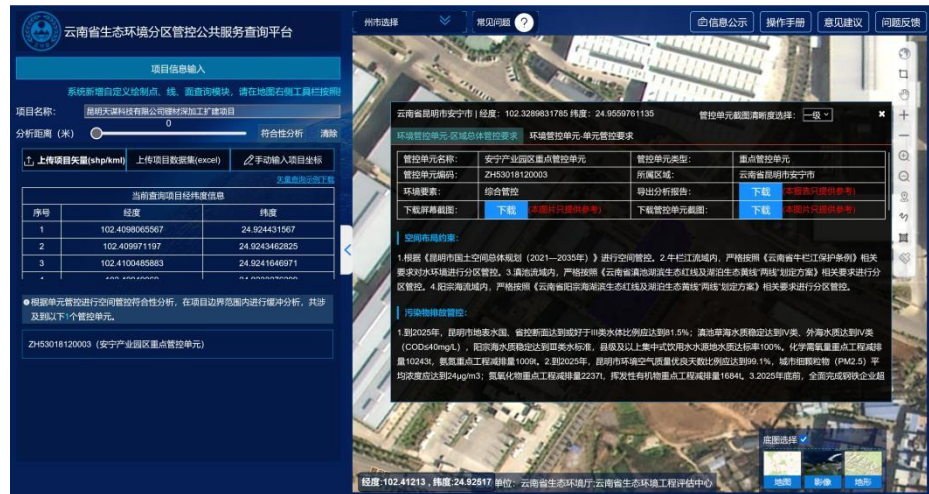 云南省生态环境分区管控公共服务查询平台
州市选择
常见问题 ?
信息公示
操作手册
意见建议
问题反馈
项目信息输入
系统新增自定义绘制点、线、面查询模块，请在地图右侧工具栏按照
项目名称:
昆明天谋科技有限公司锂材深加工扩建项目
分析距离（米）
0
符合性分析
清除
上传项目矢量(shp/kml)
上传项目数据集(excel)
手动输入项目坐标
矢量查询示例下载
当前查询项目经纬度信息
序号 经度 纬度
1 102.4098065567 24.924431567
2 102.409971197 24.9243462825
3 102.4100485883 24.9241646971
根据单元管控进行空间管控符合性分析，在项目边界范围内进行缓冲分析，共涉
及到以下1个管控单元。
ZH53018120003（安宁产业园区重点管控单元）
云南省昆明市安宁市 | 经度：102.3289831785 纬度：24.9559761135
管控单元截图清晰度选择：
一级
环境管控单元-区域总体管控要求
环境管控单元-单元管控要求
管控单元名称: 安宁产业园区重点管控单元 管控单元类型: 重点管控单元
管控单元编码: ZH53018120003 所属区域: 云南省昆明市安宁市
环境要素: 综合管控 导出分析报告: 下载 (本报告只提供参考)
下载屏幕截图: 下载 (本图片只提供参考) 下载管控单元截图: 下载 (本图片只提供参考)
空间布局约束:
1.根据《昆明市国土空间总体规划（2021—2035年）》进行空间管控。2.牛栏江流域内，严格按照《云南省牛栏江保护条例》相关
要求对水环境进行分区管控。3.滇池流域内，严格按照《云南省滇池湖滨生态红线及湖泊生态黄线“两线”划定方案》相关要求进行分
区管控。4.阳宗海流域内，严格按照《云南省阳宗海湖滨生态红线及湖泊生态黄线“两线”划定方案》相关要求进行分区管控。
污染物排放管控:
1.到2025年，昆明市地表水国、省控断面达到或好于III类水体比例应达到81.5%；滇池草海水质稳定达到IV类、外海水质达到IV类
（COD≤40mg/L），阳宗海水质稳定达到III类水标准，县级及以上集中式饮用水水源地水质达标率100%。化学需氧量重点工程减排
量10243t，氨氮重点工程减排量1009t。2.到2025年，昆明市环境空气质量优良天数比例应达到99.1%，城市细颗粒物（PM2.5）平
均浓度应达到24μg/m3；氮氧化物重点工程减排量2237t，挥发性有机物重点工程减排量1684t。3.2025年底前，全面完成钢铁企业超
底图选择
地图
影像
地形
经度:102.41213，纬度:24.92517
单位：云南省生态环境厅;云南省生态环境工程评估中心